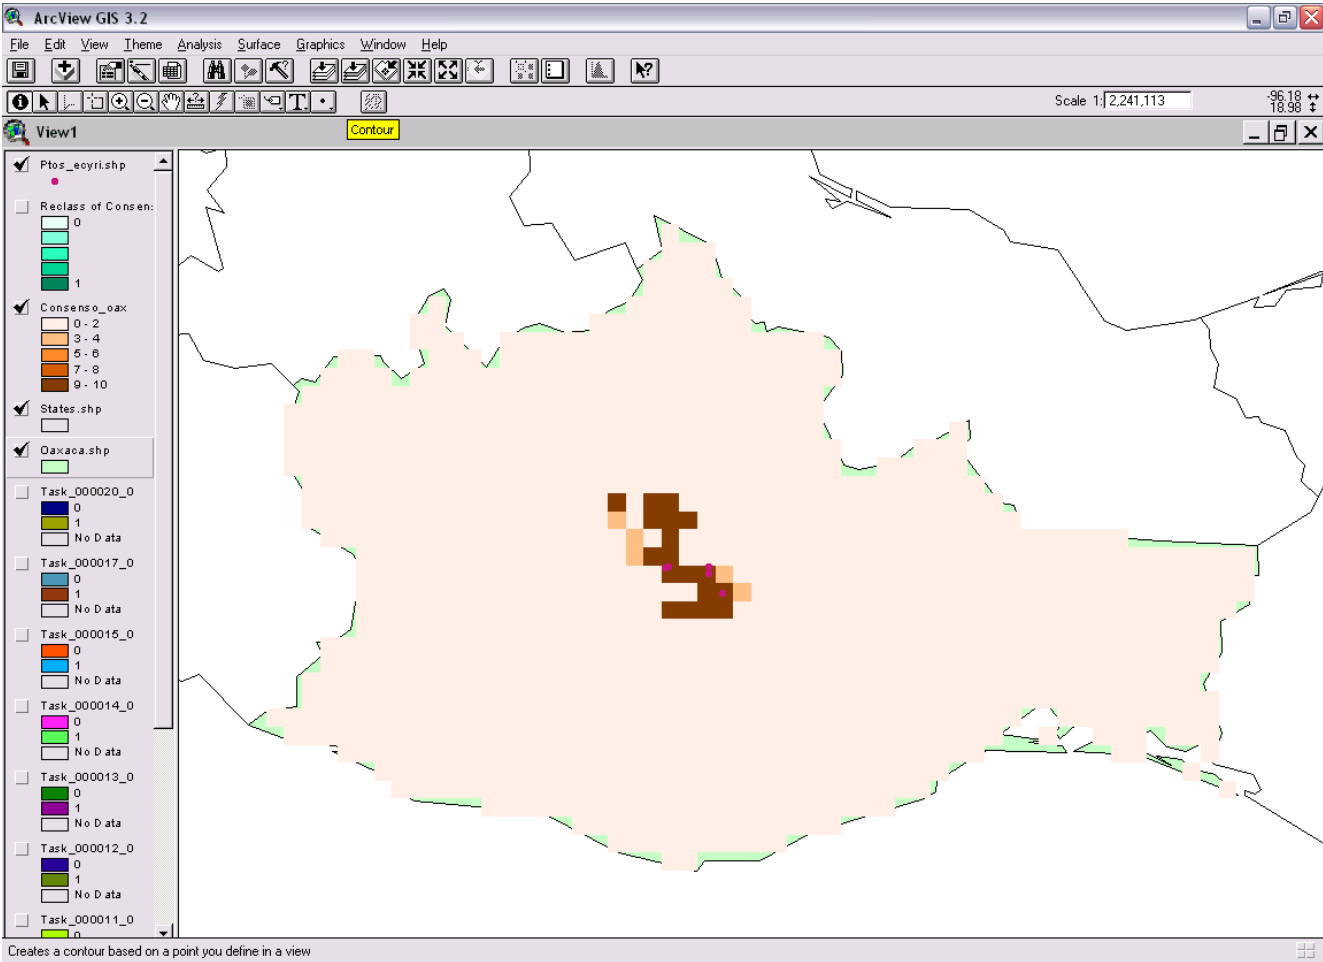 ArcView GIS 3.2
File Edit View Theme Analysis Surface Graphics Window Help
Scale 1: 2,241,113
-96.18
18.98
View1
Contour
Ptos_ecyri.shp
Reclass of Consen:
0
1
Consenso_oax
0 - 2
3 - 4
5 - 6
7 - 8
9 - 10
States.shp
Oaxaca.shp
Task_000020_0
0
1
No Data
Task_000017_0
0
1
No Data
Task_000015_0
0
1
No Data
Task_000014_0
0
1
No Data
Task_000013_0
0
1
No Data
Task_000012_0
0
1
No Data
Task_000011_0
0
Creates a contour based on a point you define in a view